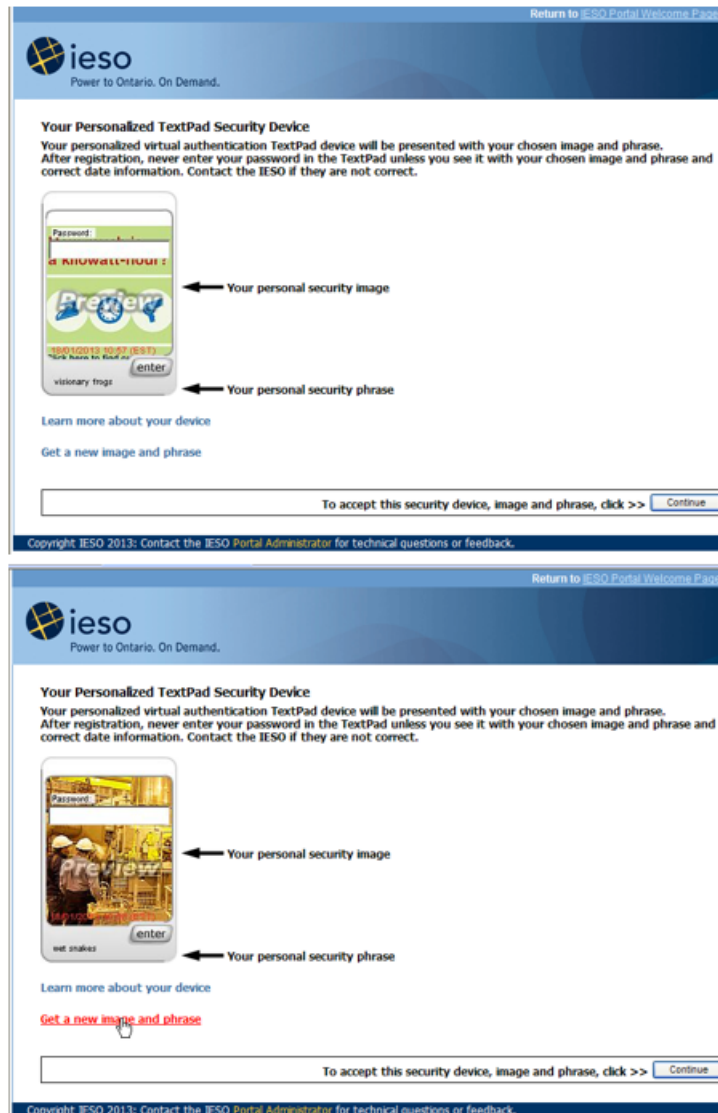 Return to IESO Portal Welcome Page
ieso
Power to Ontario. On Demand.
Your Personalized TextPad Security Device
Your personalized virtual authentication TextPad device will be presented with your chosen image and phrase.
After registration, never enter your password in the TextPad unless you see it with your chosen image and phrase and
correct date information. Contact the IESO if they are not correct.
Password:
a kilowatt-hour?
Preview
18/01/2013 10:57 (EST)
Click here to find
enter
visionary frogs
Your personal security image
Your personal security phrase
Learn more about your device
Get a new image and phrase
To accept this security device, image and phrase, click >> Continue
Copyright IESO 2013: Contact the IESO Portal Administrator for technical questions or feedback.
Return to IESO Portal Welcome Page
ieso
Power to Ontario. On Demand.
Your Personalized TextPad Security Device
Your personalized virtual authentication TextPad device will be presented with your chosen image and phrase.
After registration, never enter your password in the TextPad unless you see it with your chosen image and phrase and
correct date information. Contact the IESO if they are not correct.
Password:
Preview
enter
wet snakes
Your personal security image
Your personal security phrase
Learn more about your device
Get a new image and phrase
To accept this security device, image and phrase, click >> Continue
Copyright IESO 2013: Contact the IESO Portal Administrator for technical questions or feedback.